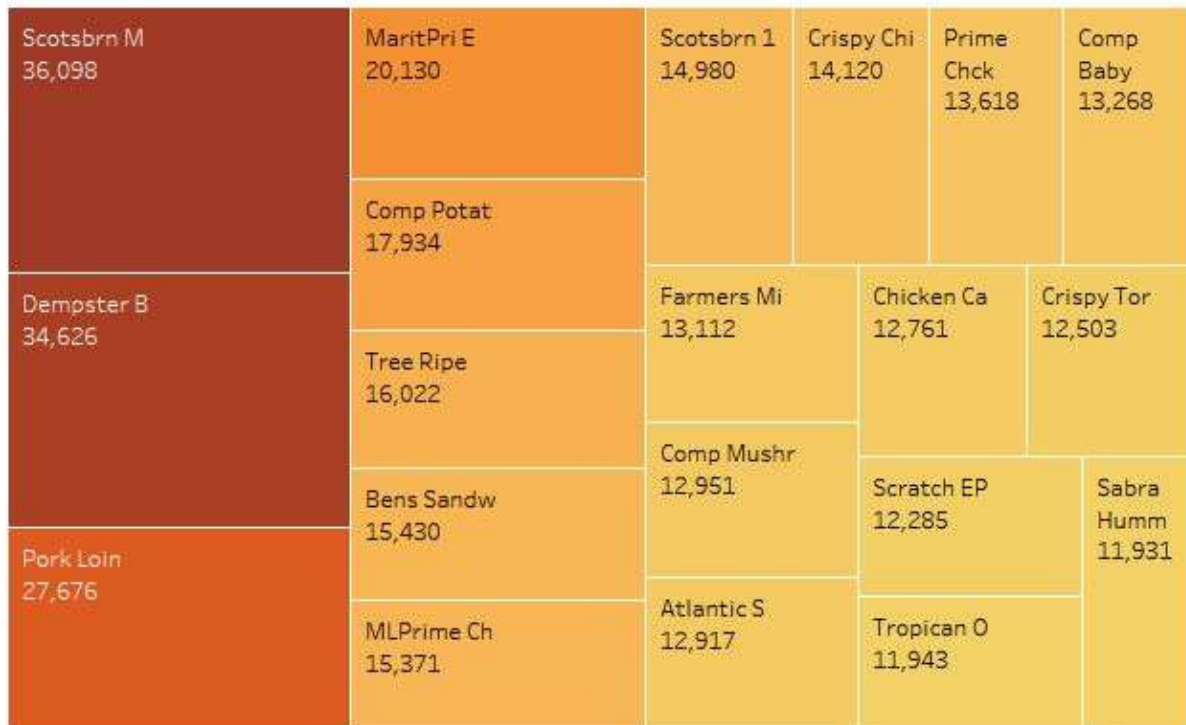 Scotsbrn M
36,098
Dempster B
34,626
Pork Loin
27,676
MaritPri E
20,130
Comp Potat
17,934
Tree Ripe
16,022
Bens Sandw
15,430
MLPrime Ch
15,371
Scotsbrn 1
14,980
Crispy Chi
14,120
Prime
Chck
13,618
Comp
Baby
13,268
Farmers Mi
13,112
Comp Mushr
12,951
Atlantic S
12,917
Chicken Ca
12,761
Crispy Tor
12,503
Scratch EP
12,285
Tropican O
11,943
Sabra
Humm
11,931